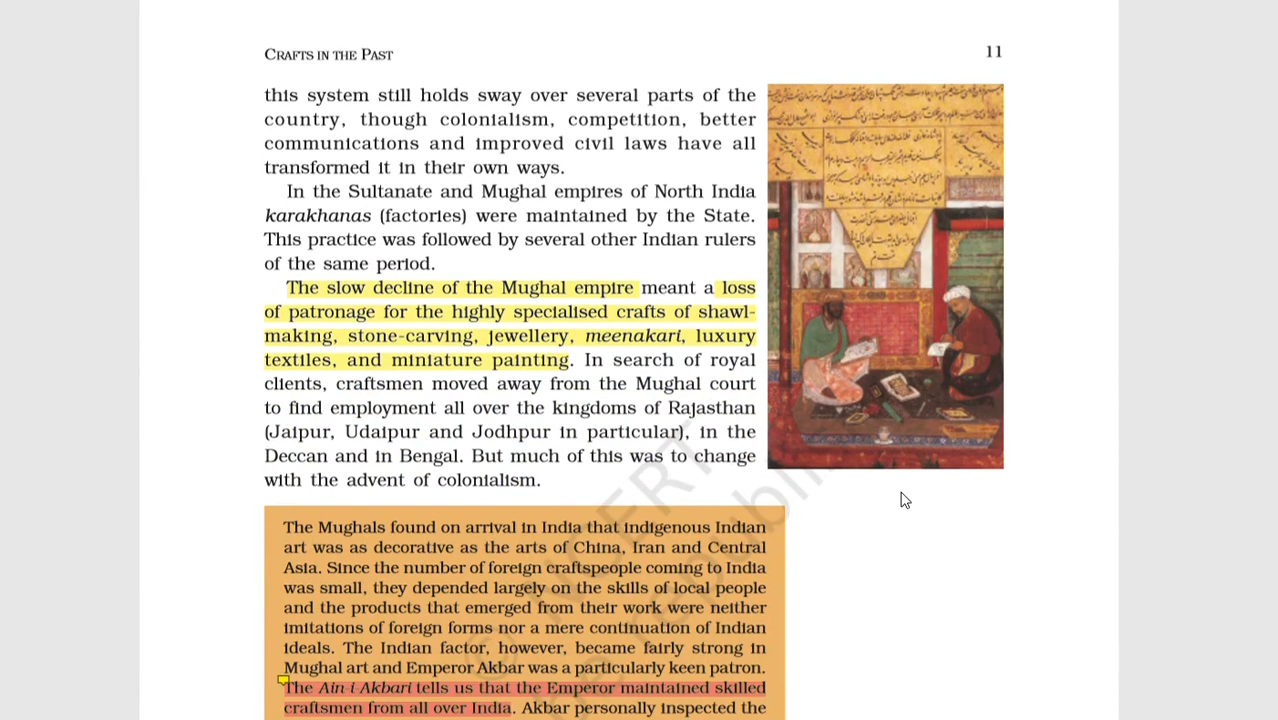 CRAFTS IN THE PAST
11
this system still holds sway over several parts of the
country, though colonialism, competition, better
communications and improved civil laws have all
transformed it in their own ways.
In the Sultanate and Mughal empires of North India
karakhanas (factories) were maintained by the State.
This practice was followed by several other Indian rulers
of the same period.
The slow decline of the Mughal empire meant a loss
of patronage for the highly specialised crafts of shawl-
making, stone-carving, jewellery, meenakari, luxury
textiles, and miniature painting. In search of royal
clients, craftsmen moved away from the Mughal court
to find employment all over the kingdoms of Rajasthan
(Jaipur, Udaipur and Jodhpur in particular), in the
Deccan and in Bengal. But much of this was to change
with the advent of colonialism.
The Mughals found on arrival in India that indigenous Indian
art was as decorative as the arts of China, Iran and Central
Asia. Since the number of foreign craftspeople coming to India
was small, they depended largely on the skills of local people
and the products that emerged from their work were neither
imitations of foreign forms nor a mere continuation of Indian
ideals. The Indian factor, however, became fairly strong in
Mughal art and Emperor Akbar was a particularly keen patron.
The Ain-i-Akbari tells us that the Emperor maintained skilled
craftsmen from all over India. Akbar personally inspected the
© NCERT
be republi